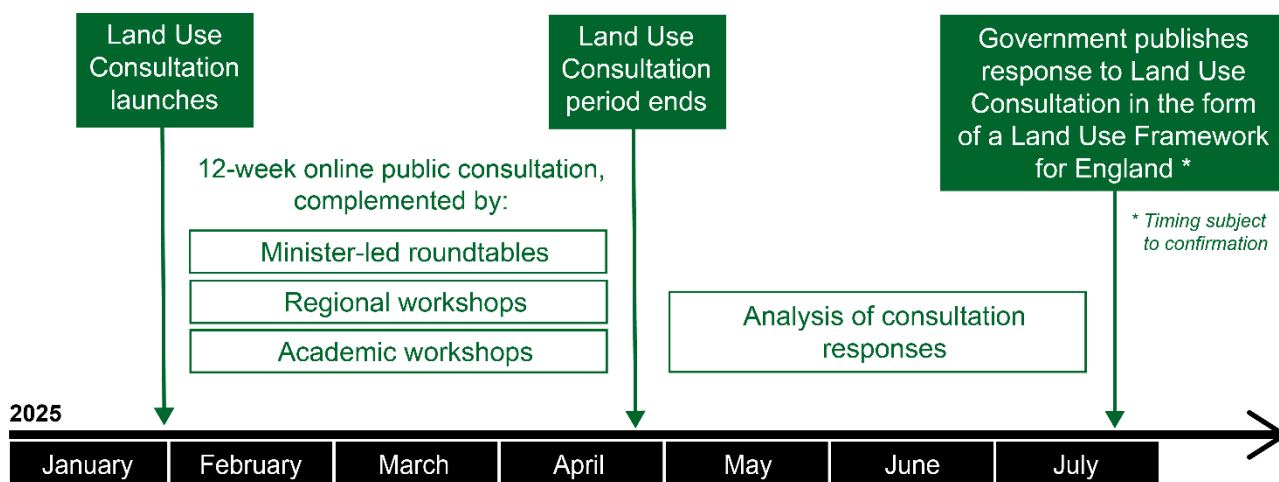 Land Use
Consultation
launches
Land Use
Consultation
period ends
Government publishes
response to Land Use
Consultation in the form
of a Land Use Framework
for England *
12-week online public consultation,
complemented by:
Minister-led roundtables
Regional workshops
Academic workshops
* Timing subject
to confirmation
Analysis of consultation
responses
2025
January
February
March
April
May
June
July